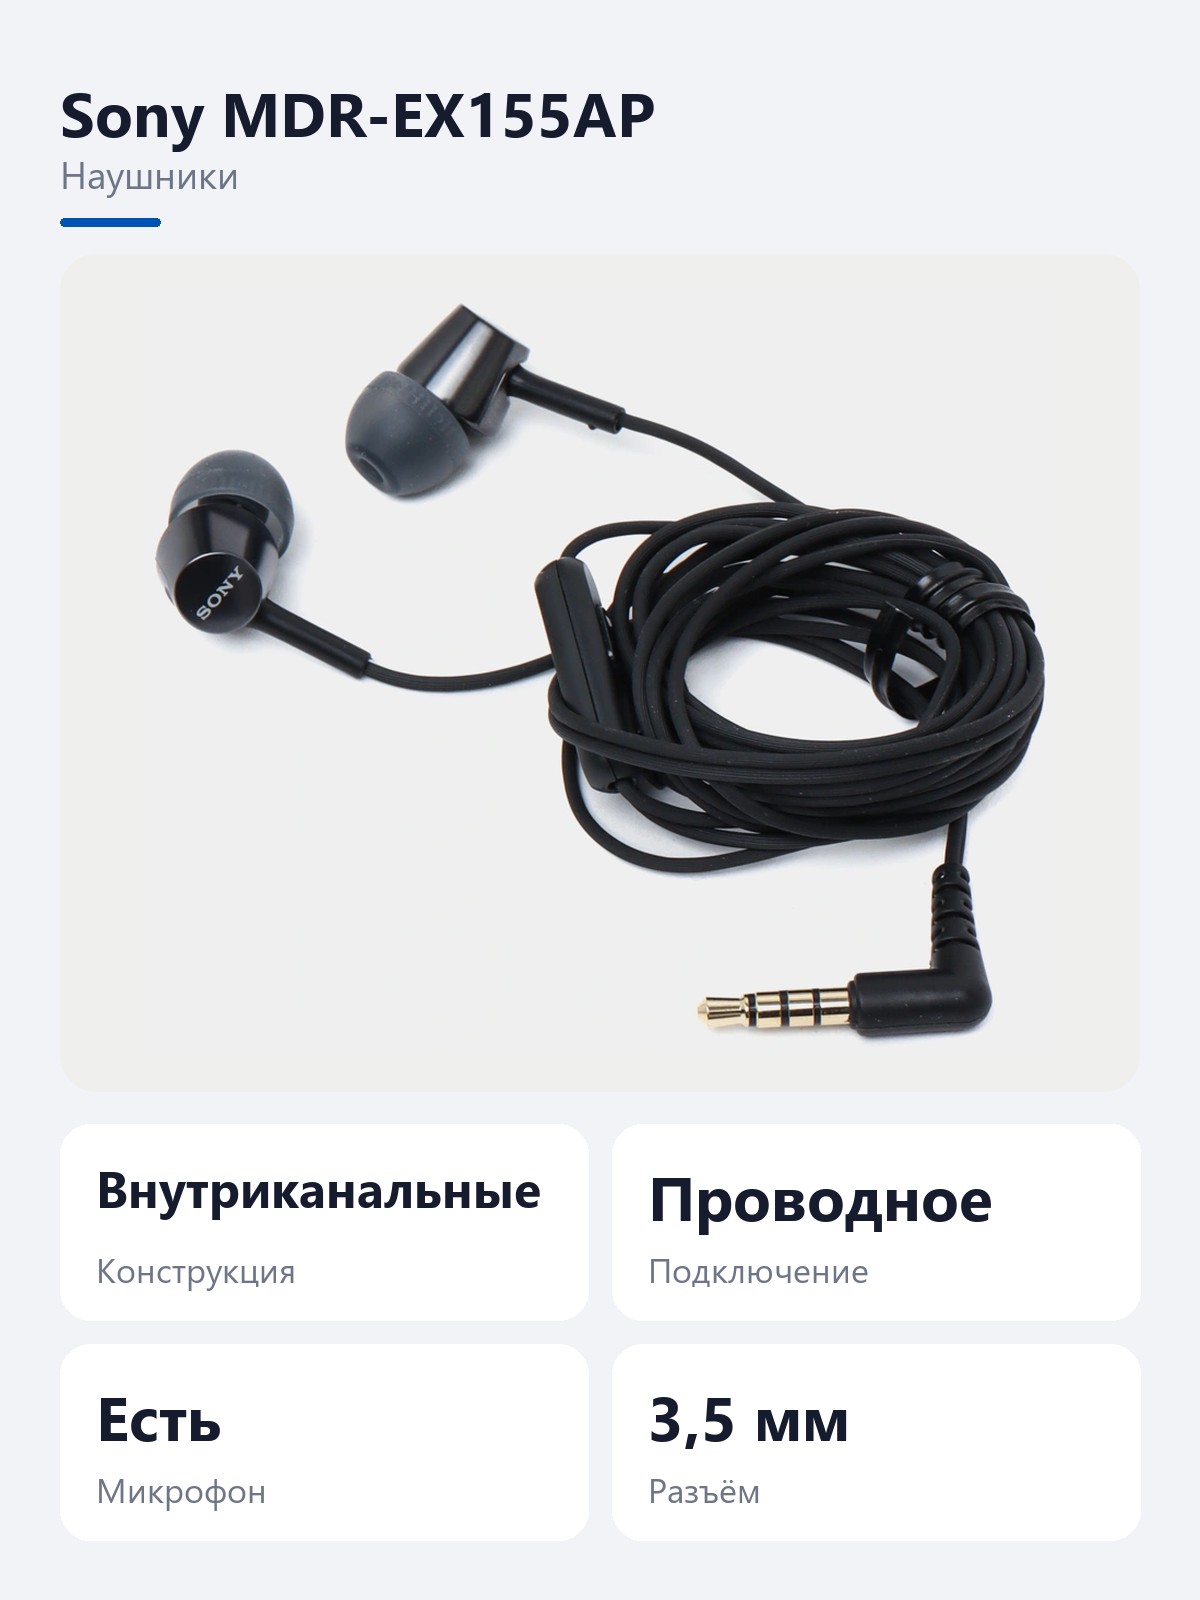 Sony MDR-EX155AP
Наушники
SONY
Внутриканальные
Конструкция
Проводное
Подключение
Есть
Микрофон
3,5 мм
Разъём